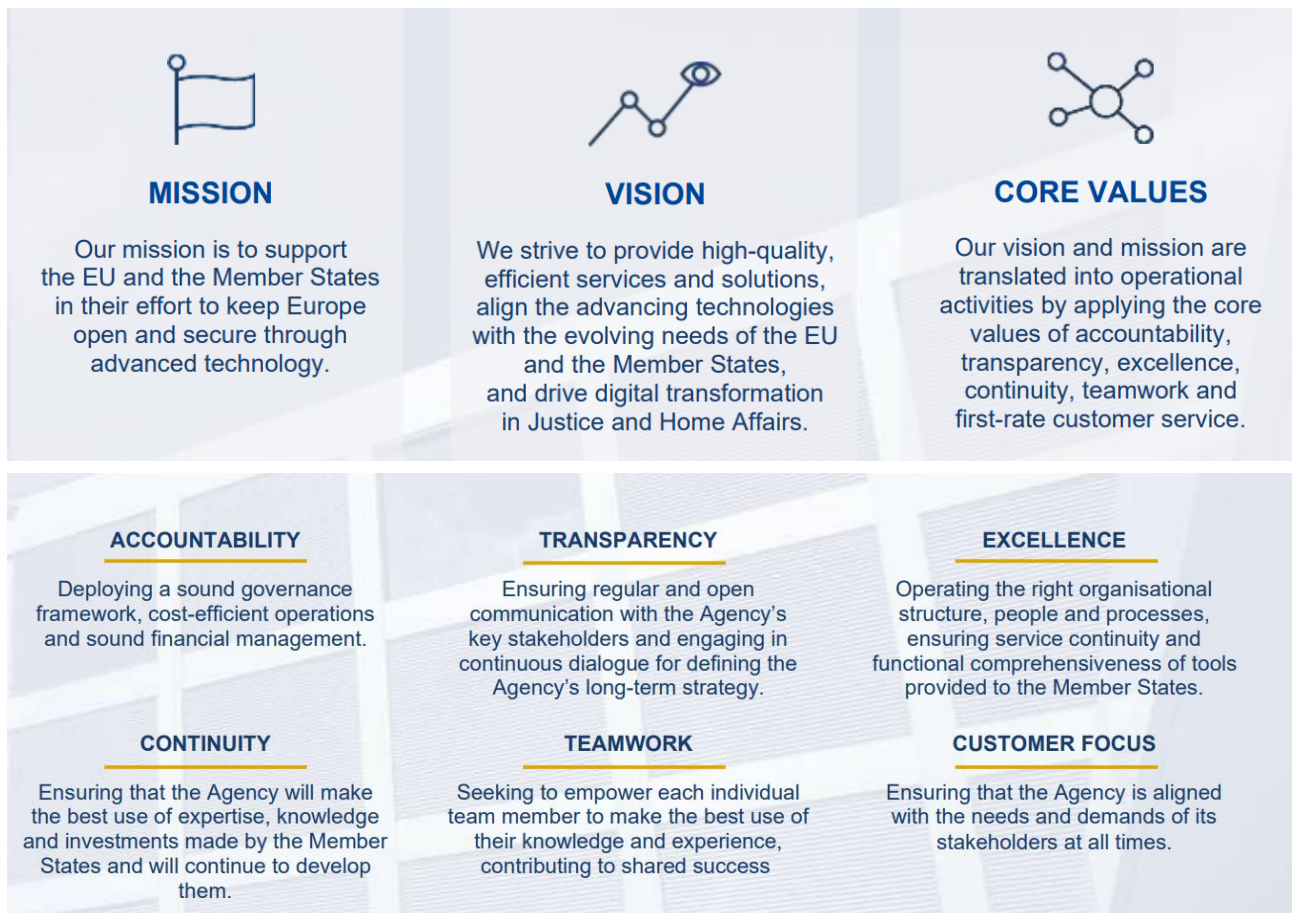 MISSION
Our mission is to support
the EU and the Member States
in their effort to keep Europe
open and secure through
advanced technology.
VISION
We strive to provide high-quality,
efficient services and solutions,
align the advancing technologies
with the evolving needs of the EU
and the Member States,
and drive digital transformation
in Justice and Home Affairs.
CORE VALUES
Our vision and mission are
translated into operational
activities by applying the core
values of accountability,
transparency, excellence,
continuity, teamwork and
first-rate customer service.
ACCOUNTABILITY
Deploying a sound governance
framework, cost-efficient operations
and sound financial management.
TRANSPARENCY
Ensuring regular and open
communication with the Agency's
key stakeholders and engaging in
continuous dialogue for defining the
Agency's long-term strategy.
EXCELLENCE
Operating the right organisational
structure, people and processes,
ensuring service continuity and
functional comprehensiveness of tools
provided to the Member States.
CONTINUITY
Ensuring that the Agency will make
the best use of expertise, knowledge
and investments made by the Member
States and will continue to develop
them.
TEAMWORK
Seeking to empower each individual
team member to make the best use of
their knowledge and experience,
contributing to shared success
CUSTOMER FOCUS
Ensuring that the Agency is aligned
with the needs and demands of its
stakeholders at all times.